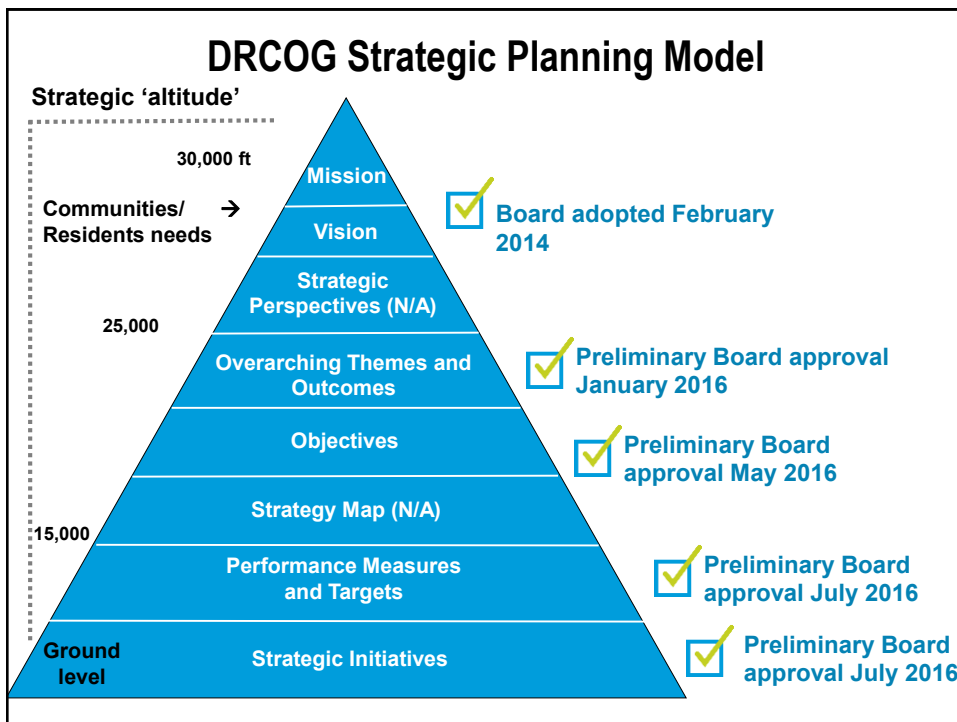 DRCOG Strategic Planning Model
Strategic ‘altitude’
30,000 ft
Mission
Communities/ →
Residents needs
Vision
Board adopted February
2014
Strategic
Perspectives (N/A)
25,000
Overarching Themes and
Outcomes
Preliminary Board approval
January 2016
Objectives
Preliminary Board
approval May 2016
Strategy Map (N/A)
15,000
Performance Measures
and Targets
Preliminary Board
approval July 2016
Ground
level
Strategic Initiatives
Preliminary Board
approval July 2016